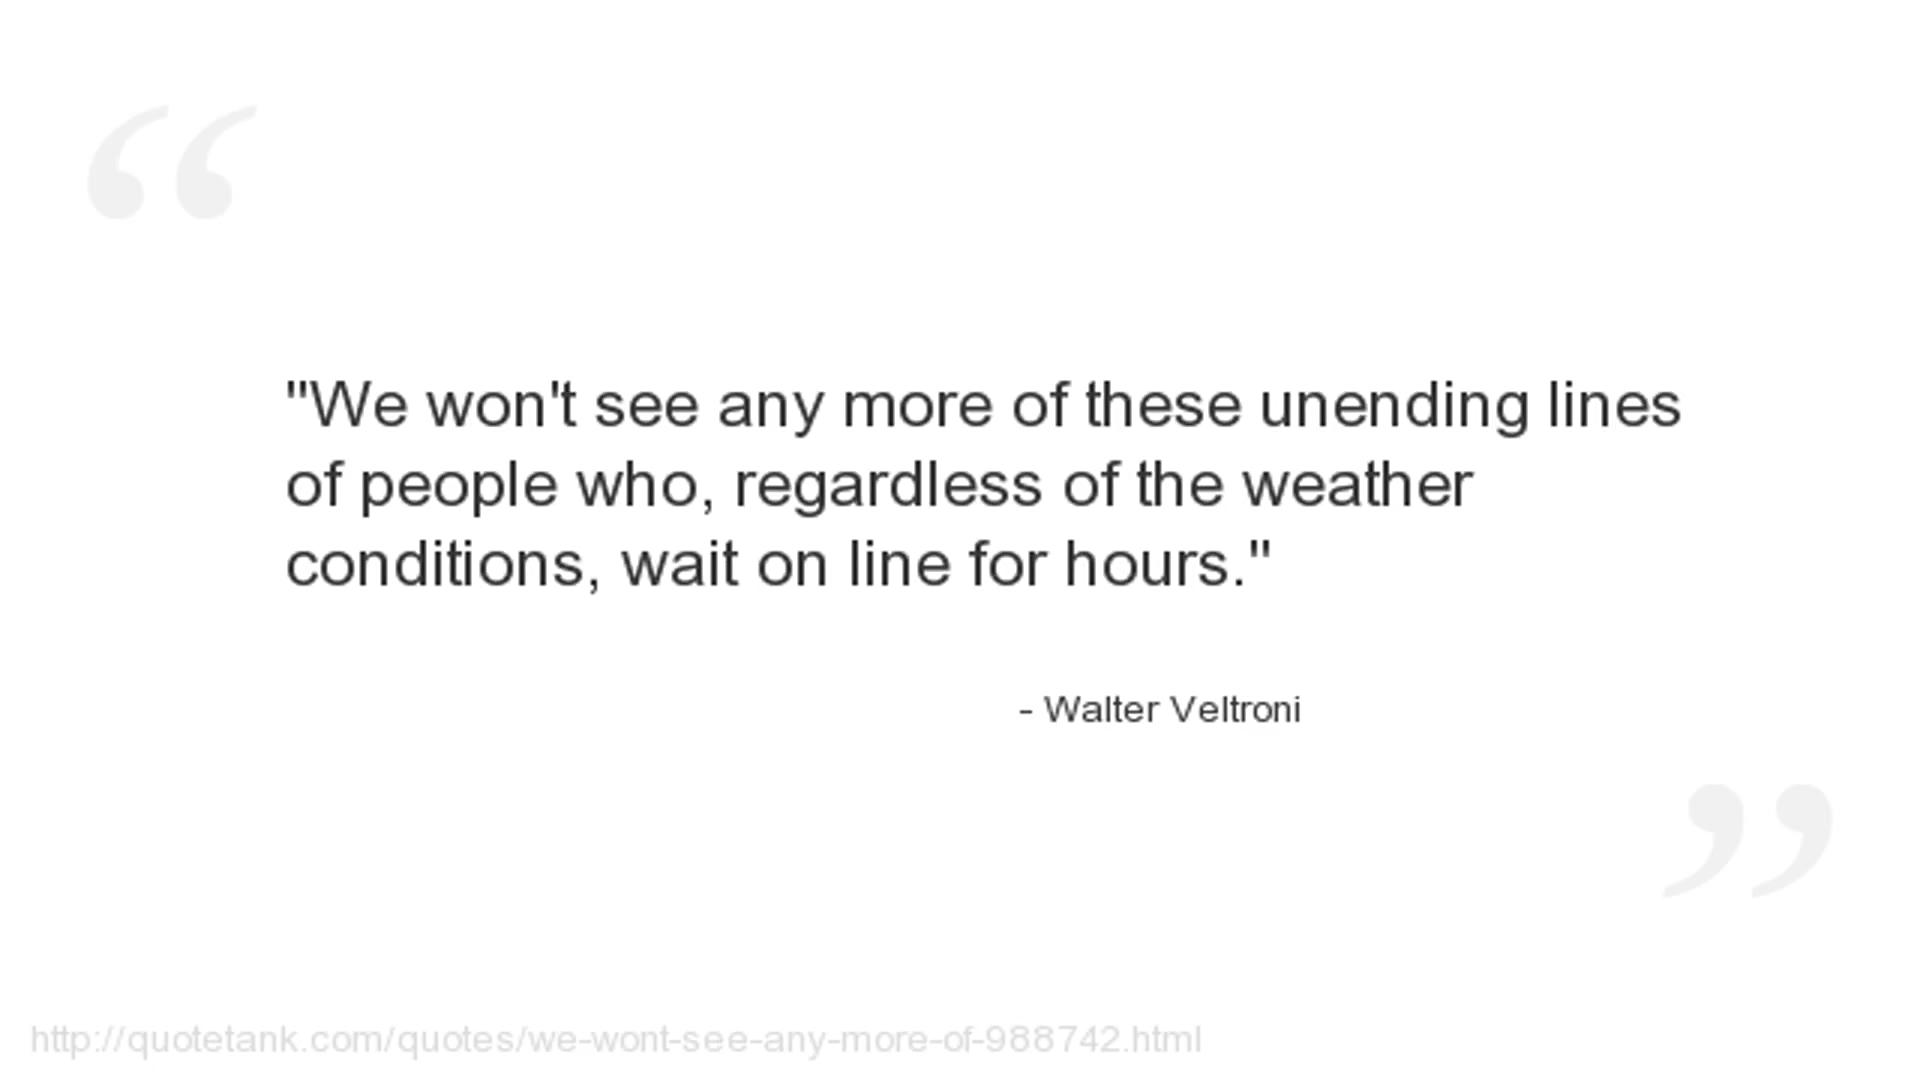 "We won't see any more of these unending lines
of people who, regardless of the weather
conditions, wait on line for hours."
- Walter Veltroni
http://quotetank.com/quotes/we-wont-see-any-more-of-988742.html